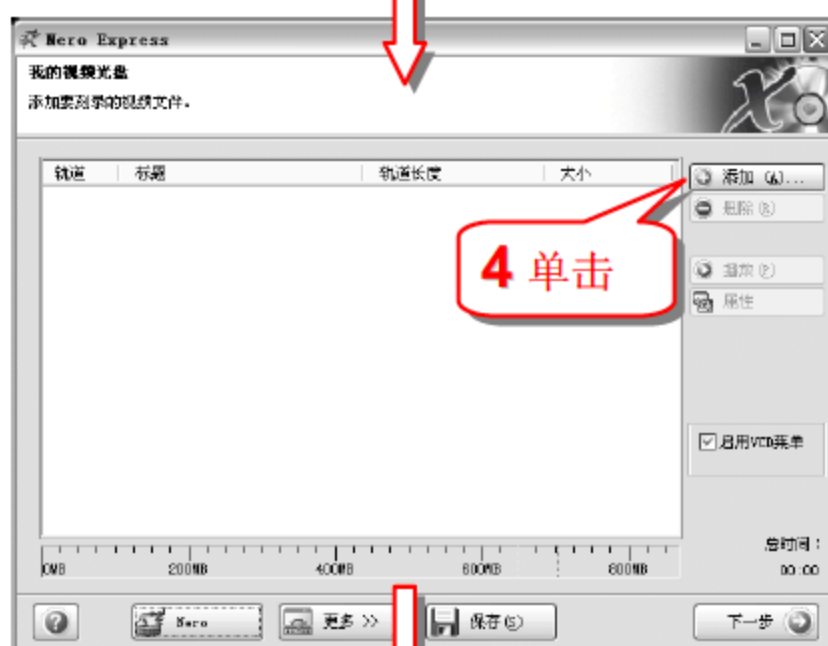 Nero Express
我的视频光盘
添加要刻录的视频文件。
轨道 标题 轨道长度 大小
添加 (A)...
删除 (R)
4 单击
播放 (P)
属性
启用VCD菜单
总时间：
0MB 200MB 400MB 600MB 800MB
00:00
Nero 更多 >> 保存(S) 下一步